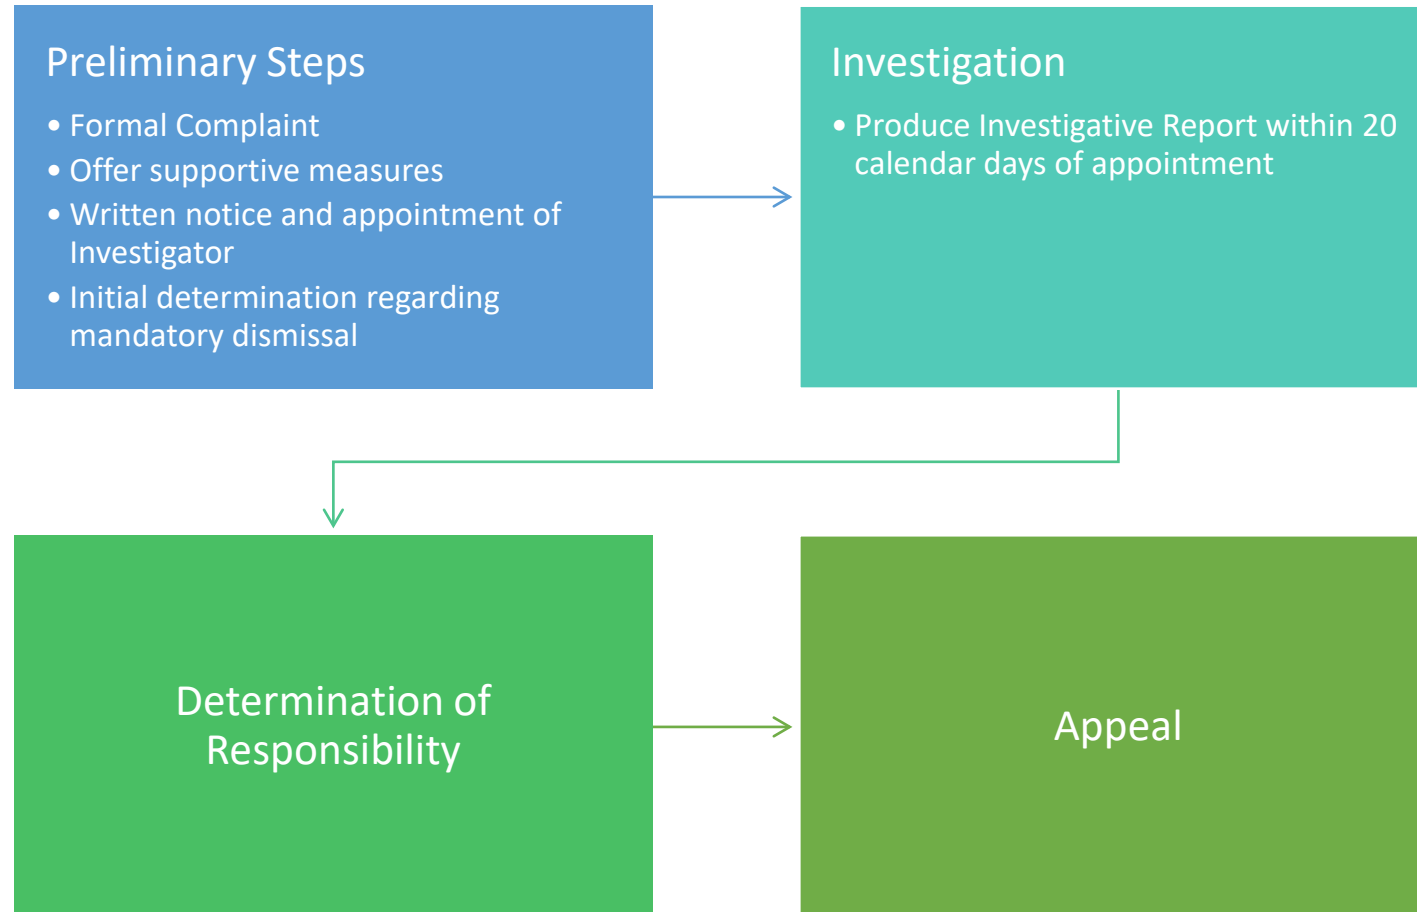 Preliminary Steps
• Formal Complaint
• Offer supportive measures
• Written notice and appointment of
Investigator
• Initial determination regarding
mandatory dismissal
Investigation
• Produce Investigative Report within 20
calendar days of appointment
Determination of
Responsibility
Appeal